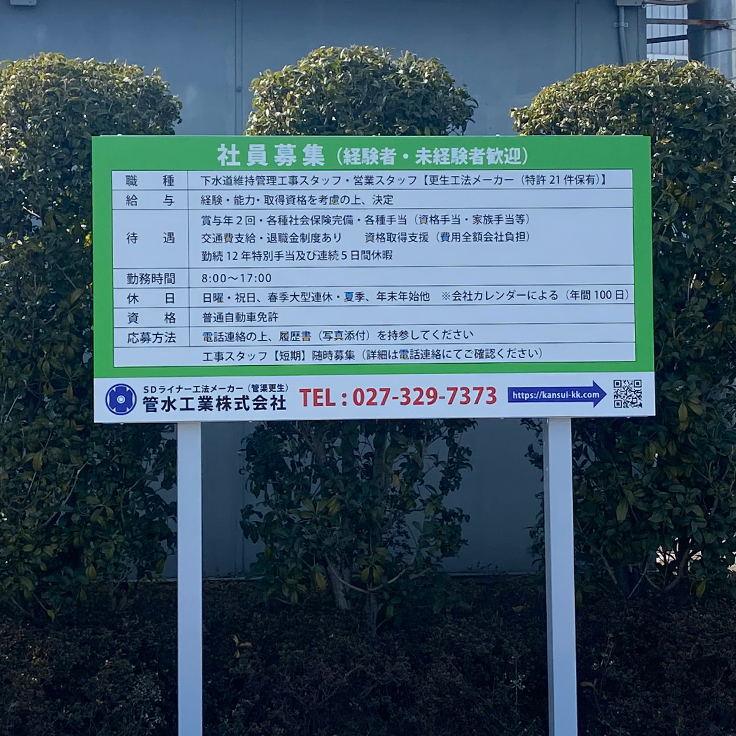 社員募集（経験者・未経験者歓迎）
職種 下水道維持管理工事スタッフ・営業スタッフ【更生工法メーカー（特許21件保有）】
給与 経験・能力・取得資格を考慮の上、決定
待遇 賞与年2回・各種社会保険完備・各種手当（資格手当・家族手当等）
交通費支給・退職金制度あり 資格取得支援（費用全額会社負担）
勤続12年特別手当及び連続5日間休暇
勤務時間 8:00～17:00
休日 日曜・祝日、春季大型連休・夏季、年末年始他 ※会社カレンダーによる（年間100日）
資格 普通自動車免許
応募方法 電話連絡の上、履歴書（写真添付）を持参してください
工事スタッフ【短期】随時募集（詳細は電話連絡にてご確認ください）
SDライナー工法メーカー（管渠更生）
管水工業株式会社
TEL：027-329-7373
https://kansui-kk.com